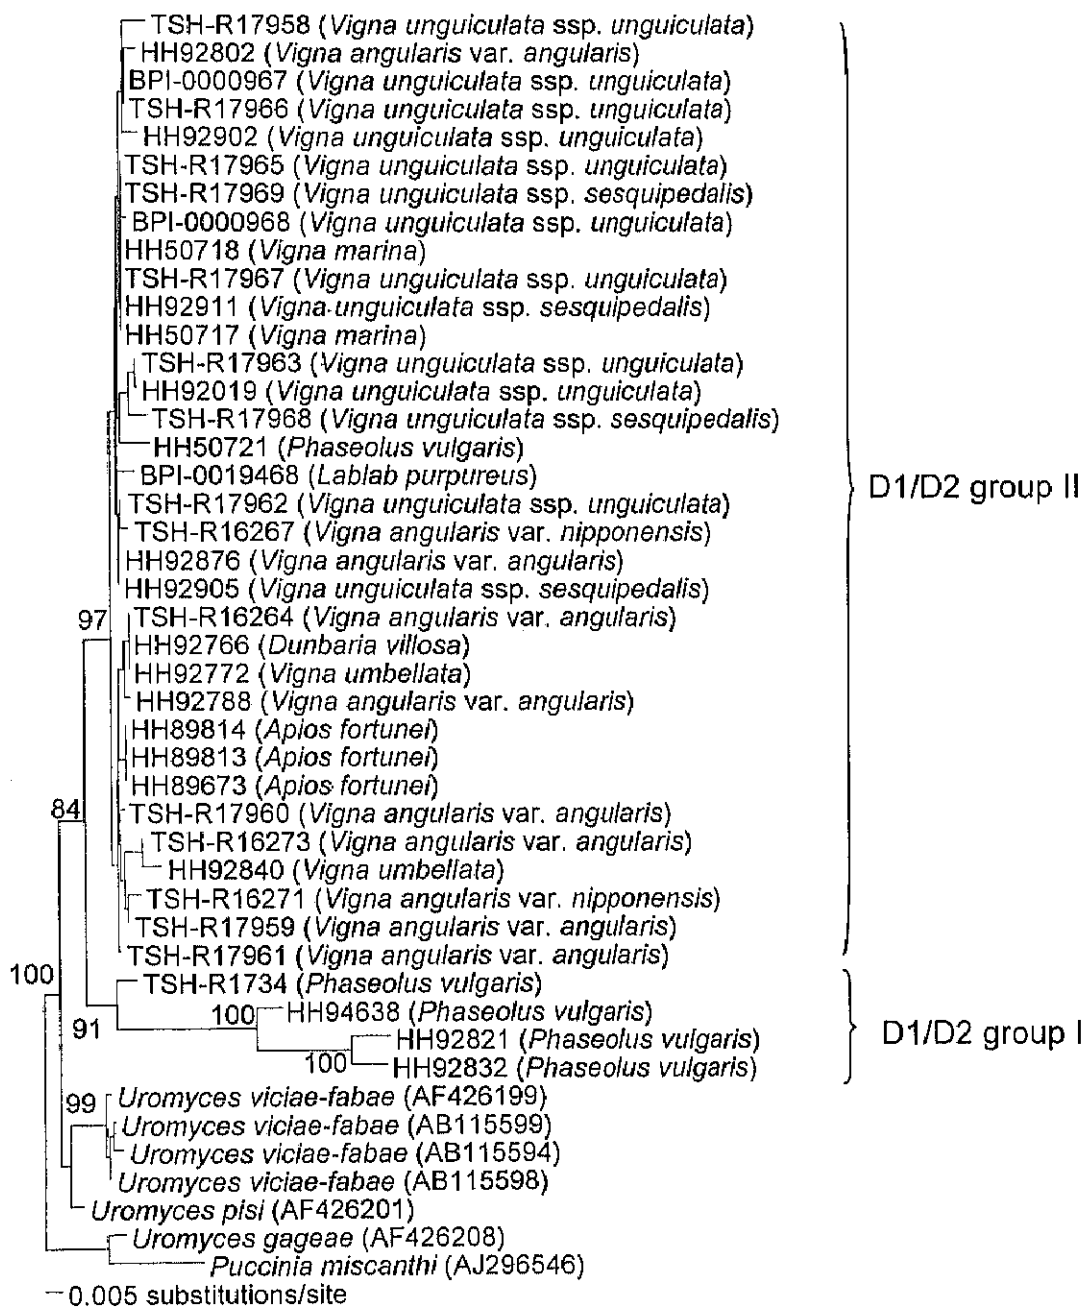 TSH-R17958 (Vigna unguiculata ssp. unguiculata)
HH92802 (Vigna angularis var. angularis)
BPI-0000967 (Vigna unguiculata ssp. unguiculata)
TSH-R17966 (Vigna unguiculata ssp. unguiculata)
HH92902 (Vigna unguiculata ssp. unguiculata)
TSH-R17965 (Vigna unguiculata ssp. unguiculata)
TSH-R17969 (Vigna unguiculata ssp. sesquipedalis)
BPI-0000968 (Vigna unguiculata ssp. unguiculata)
HH50718 (Vigna marina)
TSH-R17967 (Vigna unguiculata ssp. unguiculata)
HH92911 (Vigna unguiculata ssp. sesquipedalis)
HH50717 (Vigna marina)
TSH-R17963 (Vigna unguiculata ssp. unguiculata)
HH92019 (Vigna unguiculata ssp. unguiculata)
TSH-R17968 (Vigna unguiculata ssp. sesquipedalis)
HH50721 (Phaseolus vulgaris)
BPI-0019468 (Lablab purpureus)
D1/D2 group II
TSH-R17962 (Vigna unguiculata ssp. unguiculata)
TSH-R16267 (Vigna angularis var. nipponensis)
HH92876 (Vigna angularis var. angularis)
HH92905 (Vigna unguiculata ssp. sesquipedalis)
97
TSH-R16264 (Vigna angularis var. angularis)
HH92766 (Dunbaria villosa)
HH92772 (Vigna umbellata)
HH92788 (Vigna angularis var. angularis)
HH89814 (Apios fortunei)
HH89813 (Apios fortunei)
HH89673 (Apios fortunei)
84
TSH-R17960 (Vigna angularis var. angularis)
TSH-R16273 (Vigna angularis var. angularis)
HH92840 (Vigna umbellata)
TSH-R16271 (Vigna angularis var. nipponensis)
TSH-R17959 (Vigna angularis var. angularis)
TSH-R17961 (Vigna angularis var. angularis)
100
TSH-R1734 (Phaseolus vulgaris)
100 HH94638 (Phaseolus vulgaris)
91
HH92821 (Phaseolus vulgaris)
D1/D2 group I
100 HH92832 (Phaseolus vulgaris)
99 Uromyces viciae-fabae (AF426199)
Uromyces viciae-fabae (AB115599)
Uromyces viciae-fabae (AB115594)
Uromyces viciae-fabae (AB115598)
Uromyces pisi (AF426201)
Uromyces gageae (AF426208)
Puccinia miscanthi (AJ296546)
0.005 substitutions/site